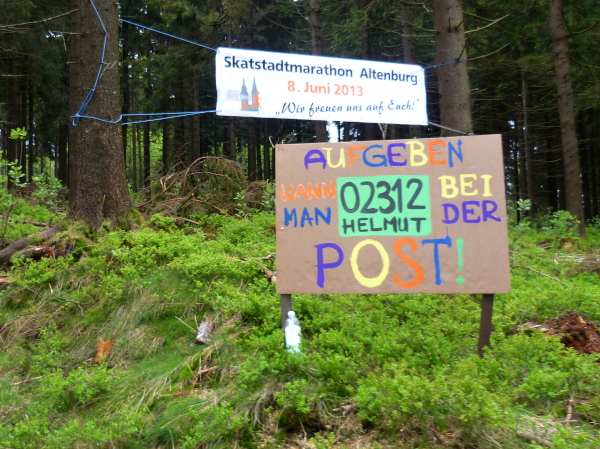 Skatstadtmarathon Altenburg
8. Juni 2013
„Wir freuen uns auf Euch!"
AUFGEBEN
KANN 02312 BEI
MAN HELMUT DER
POST!